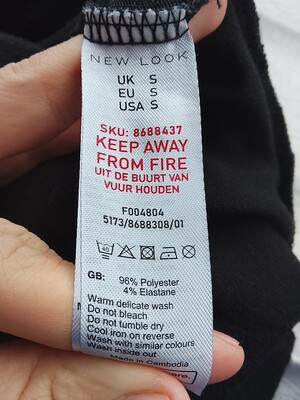 NEW LOOK
UK S
EU S
USA S
SKU: 8688437
KEEP AWAY
FROM FIRE
UIT DE BUURT VAN
VUUR HOUDEN
F004804
5173/8688308/01
40
GB: 96% Polyester
4% Elastane
Warm delicate wash
Do not bleach
Do not tumble dry
Cool iron on reverse
Wash with similar colours
Wash inside out
Made in Cambodia